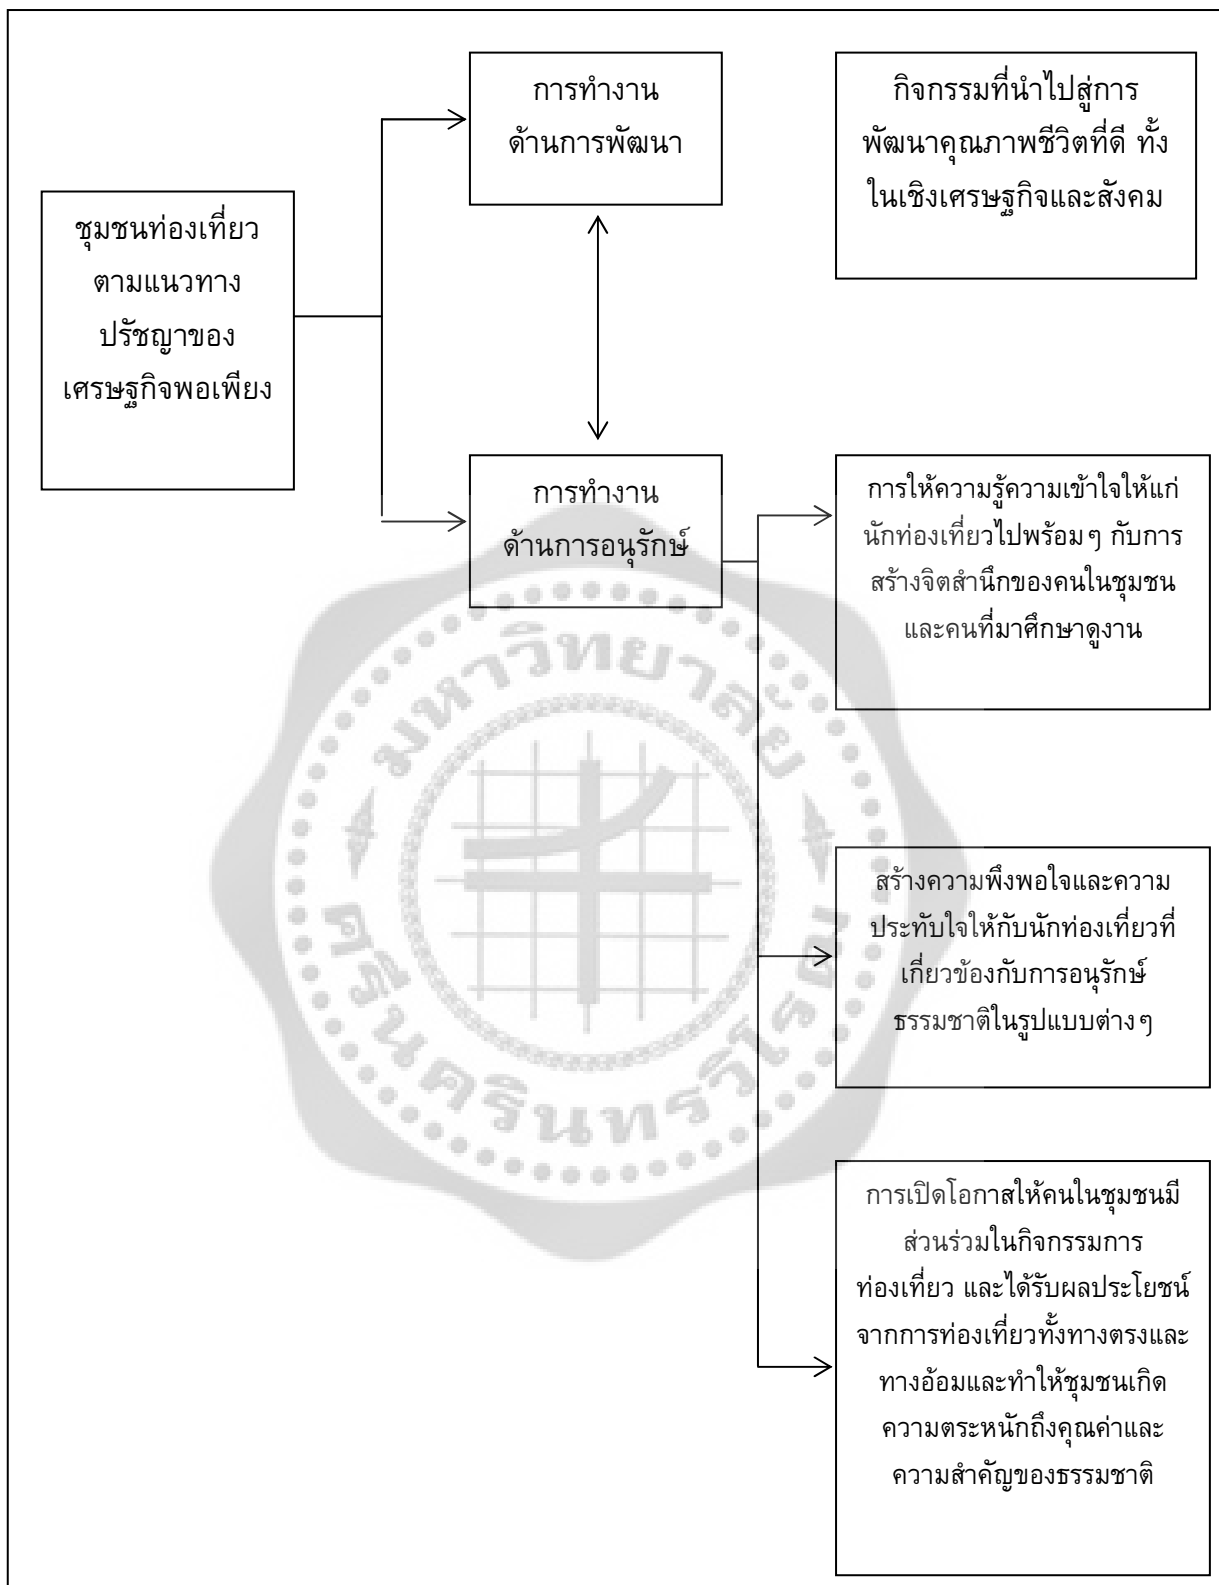 การทำงาน
ด้านการพัฒนา
กิจกรรมที่นำไปสู่การ
พัฒนาคุณภาพชีวิตที่ดี ทั้ง
ในเชิงเศรษฐกิจและสังคม
ชุมชนท่องเที่ยว
ตามแนวทาง
ปรัชญาของ
เศรษฐกิจพอเพียง
การทำงาน
ด้านการอนุรักษ์
การให้ความรู้ความเข้าใจให้แก่
นักท่องเที่ยวไปพร้อมๆ กับการ
สร้างจิตสำนึกของคนในชุมชน
และคนที่มาศึกษาดูงาน
สร้างความพึงพอใจและความ
ประทับใจให้กับนักท่องเที่ยวที่
เกี่ยวข้องกับการอนุรักษ์
ธรรมชาติในรูปแบบต่างๆ
การเปิดโอกาสให้คนในชุมชนมี
ส่วนร่วมในกิจกรรมการ
ท่องเที่ยว และได้รับผลประโยชน์
จากการท่องเที่ยวทั้งทางตรงและ
ทางอ้อมและทำให้ชุมชนเกิด
ความตระหนักถึงคุณค่าและ
ความสำคัญของธรรมชาติ
มหาวิทยาลัย
ศรีนครินทรวิโรฒ